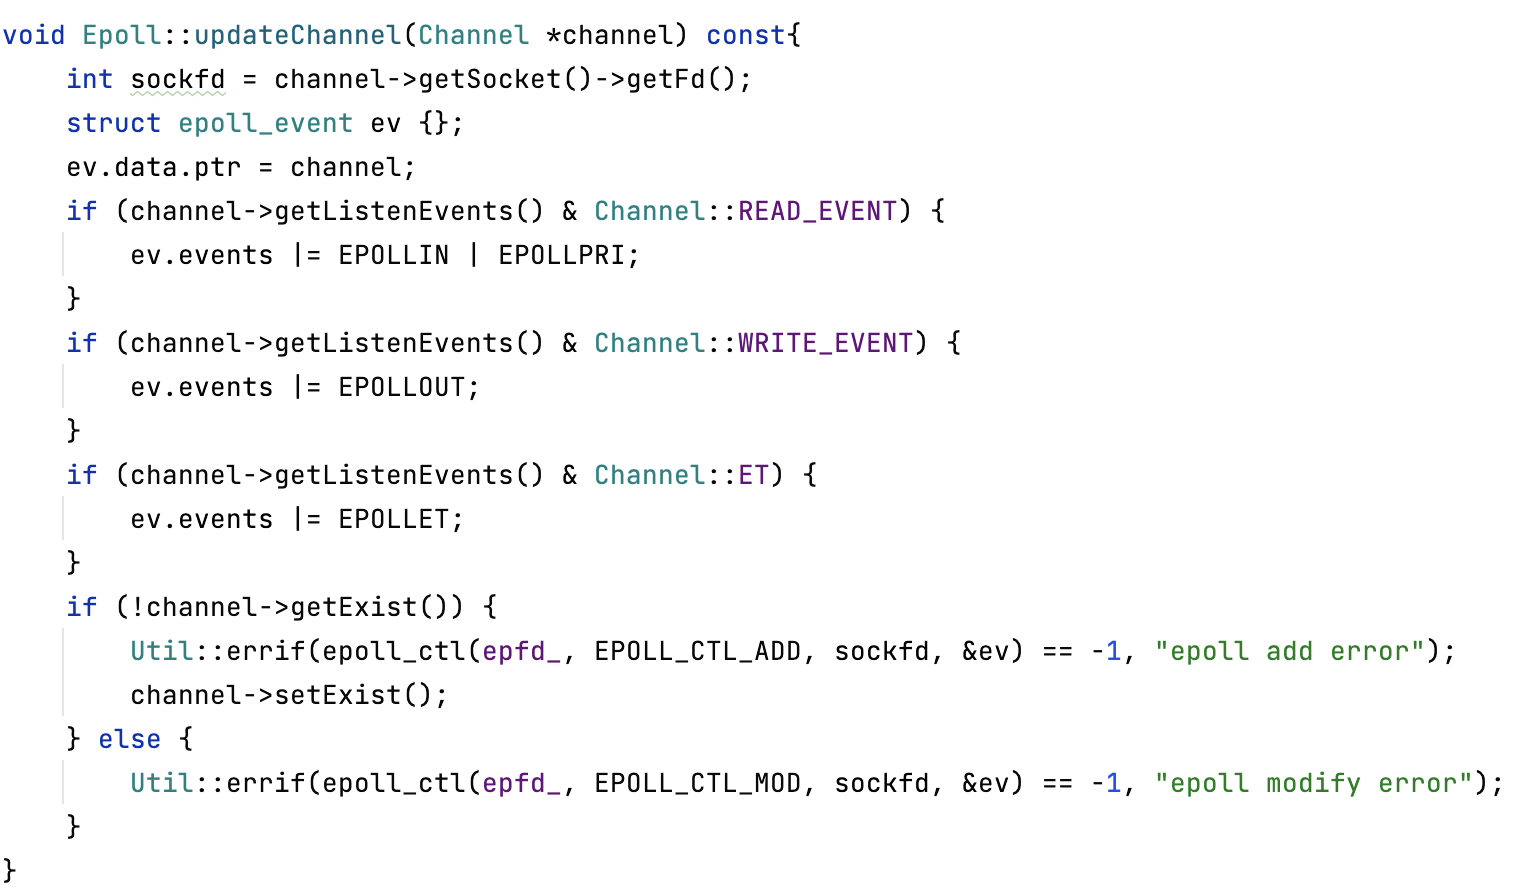 void Epoll::updateChannel(Channel *channel) const{
    int sockfd = channel->getSocket()->getFd();
    struct epoll_event ev {};
    ev.data.ptr = channel;
    if (channel->getListenEvents() & Channel::READ_EVENT) {
        ev.events |= EPOLLIN | EPOLLPRI;
    }
    if (channel->getListenEvents() & Channel::WRITE_EVENT) {
        ev.events |= EPOLLOUT;
    }
    if (channel->getListenEvents() & Channel::ET) {
        ev.events |= EPOLLET;
    }
    if (!channel->getExist()) {
        Util::errif(epoll_ctl(epfd_, EPOLL_CTL_ADD, sockfd, &ev) == -1, "epoll add error");
        channel->setExist();
    } else {
        Util::errif(epoll_ctl(epfd_, EPOLL_CTL_MOD, sockfd, &ev) == -1, "epoll modify error");
    }
}